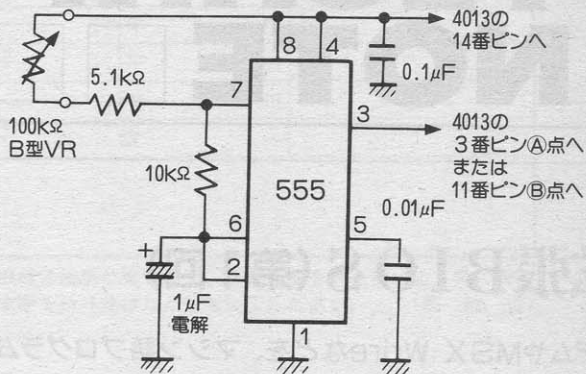 NOTE
4013の
14番ピンへ
8
4
0.1μF
5.1kΩ
7
100kΩ
B型VR
3
4013の
3番ピンⒶ点へ
または
11番ピンⒷ点へ
10kΩ
555
0.01μF
+
6
5
2
1μF
電解
1